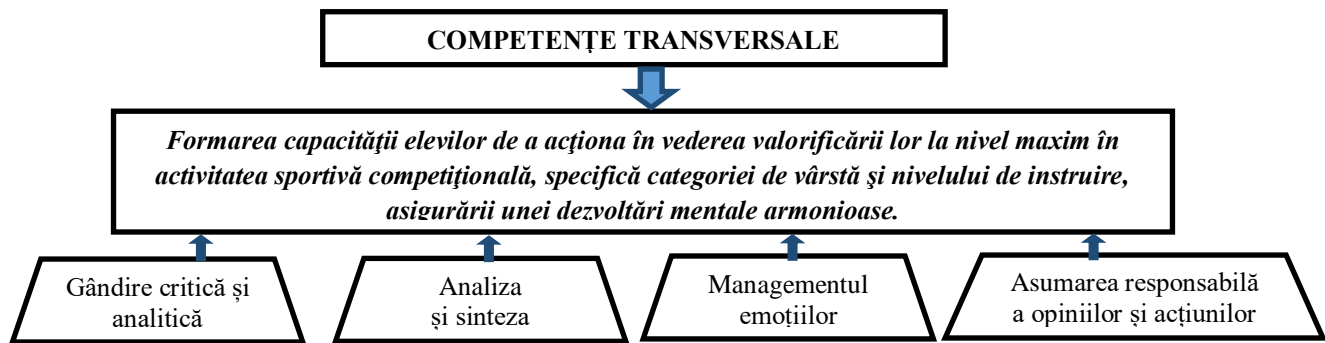 COMPETENȚE TRANSVERSALE
Formarea capacităţii elevilor de a acţiona în vederea valorificării lor la nivel maxim în
activitatea sportivă competiţională, specifică categoriei de vârstă şi nivelului de instruire,
asigurării unei dezvoltări mentale armonioase.
Gândire critică și
analitică
Analiza
și sinteza
Managementul
emoțiilor
Asumarea responsabilă
a opiniilor și acțiunilor